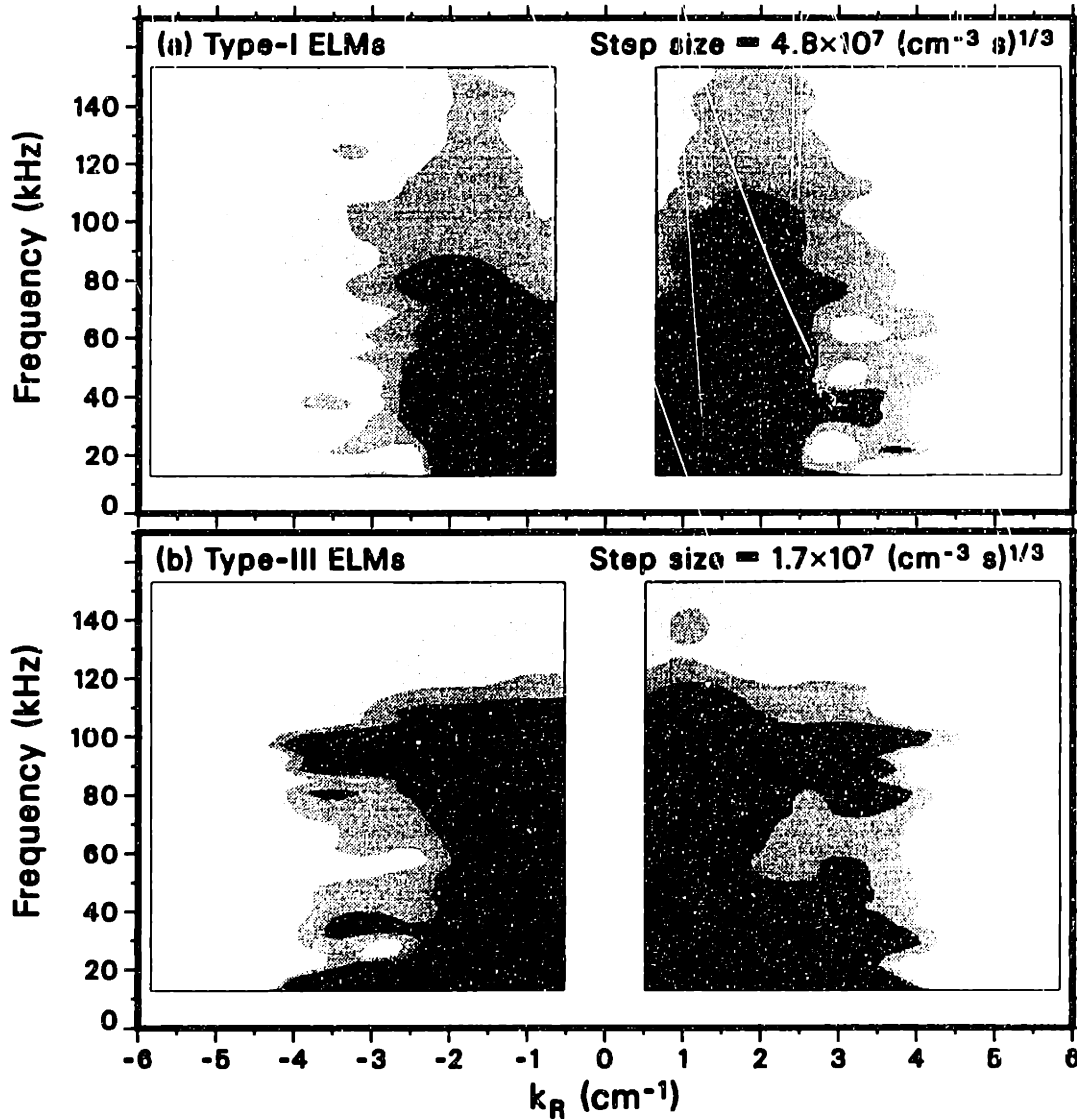 (a) Type-I ELMs Step size = 4.8×10⁷ (cm⁻³ s)¹/³
Frequency (kHz)
140
120
100
80
60
40
20
0
(b) Type-III ELMs Step size = 1.7×10⁷ (cm⁻³ s)¹/³
Frequency (kHz)
140
120
100
80
60
40
20
0
-6 -5 -4 -3 -2 -1 0 1 2 3 4 5 6
k_R (cm⁻¹)